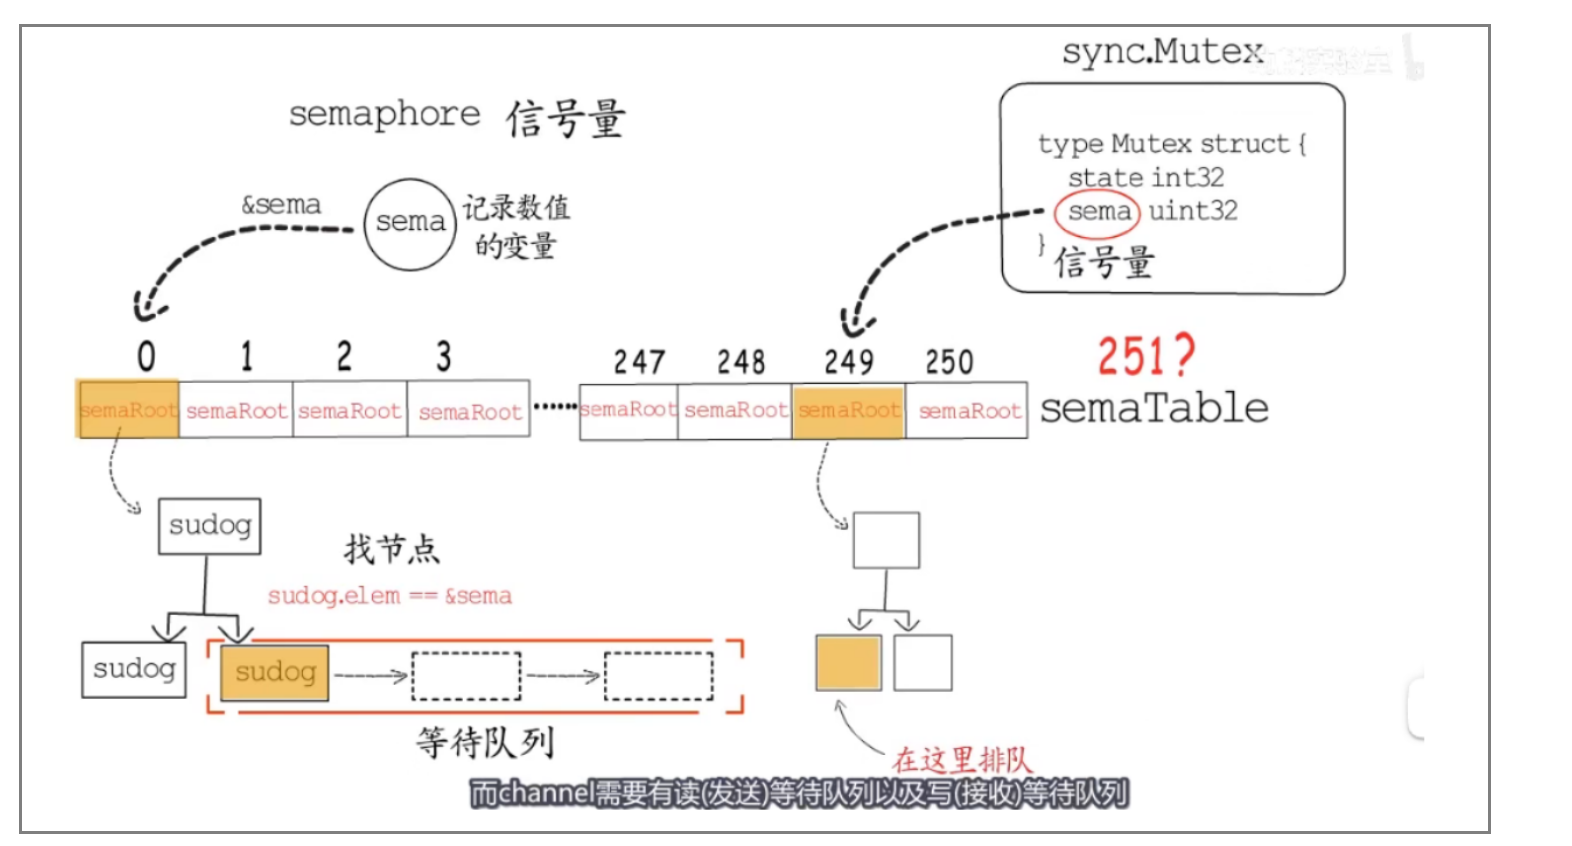 sync.Mutex
semaphore 信号量
type Mutex struct {
state int32
sema uint32
}
信号量
&sema
sema
记录数值
的变量
0 1 2 3 247 248 249 250 251?
semaRoot semaRoot semaRoot semaRoot ...... semaRoot semaRoot semaRoot semaRoot semaTable
sudog
找节点
sudog.elem == &sema
sudog sudog
等待队列
在这里排队
而channel需要有读(发送)等待队列以及写(接收)等待队列